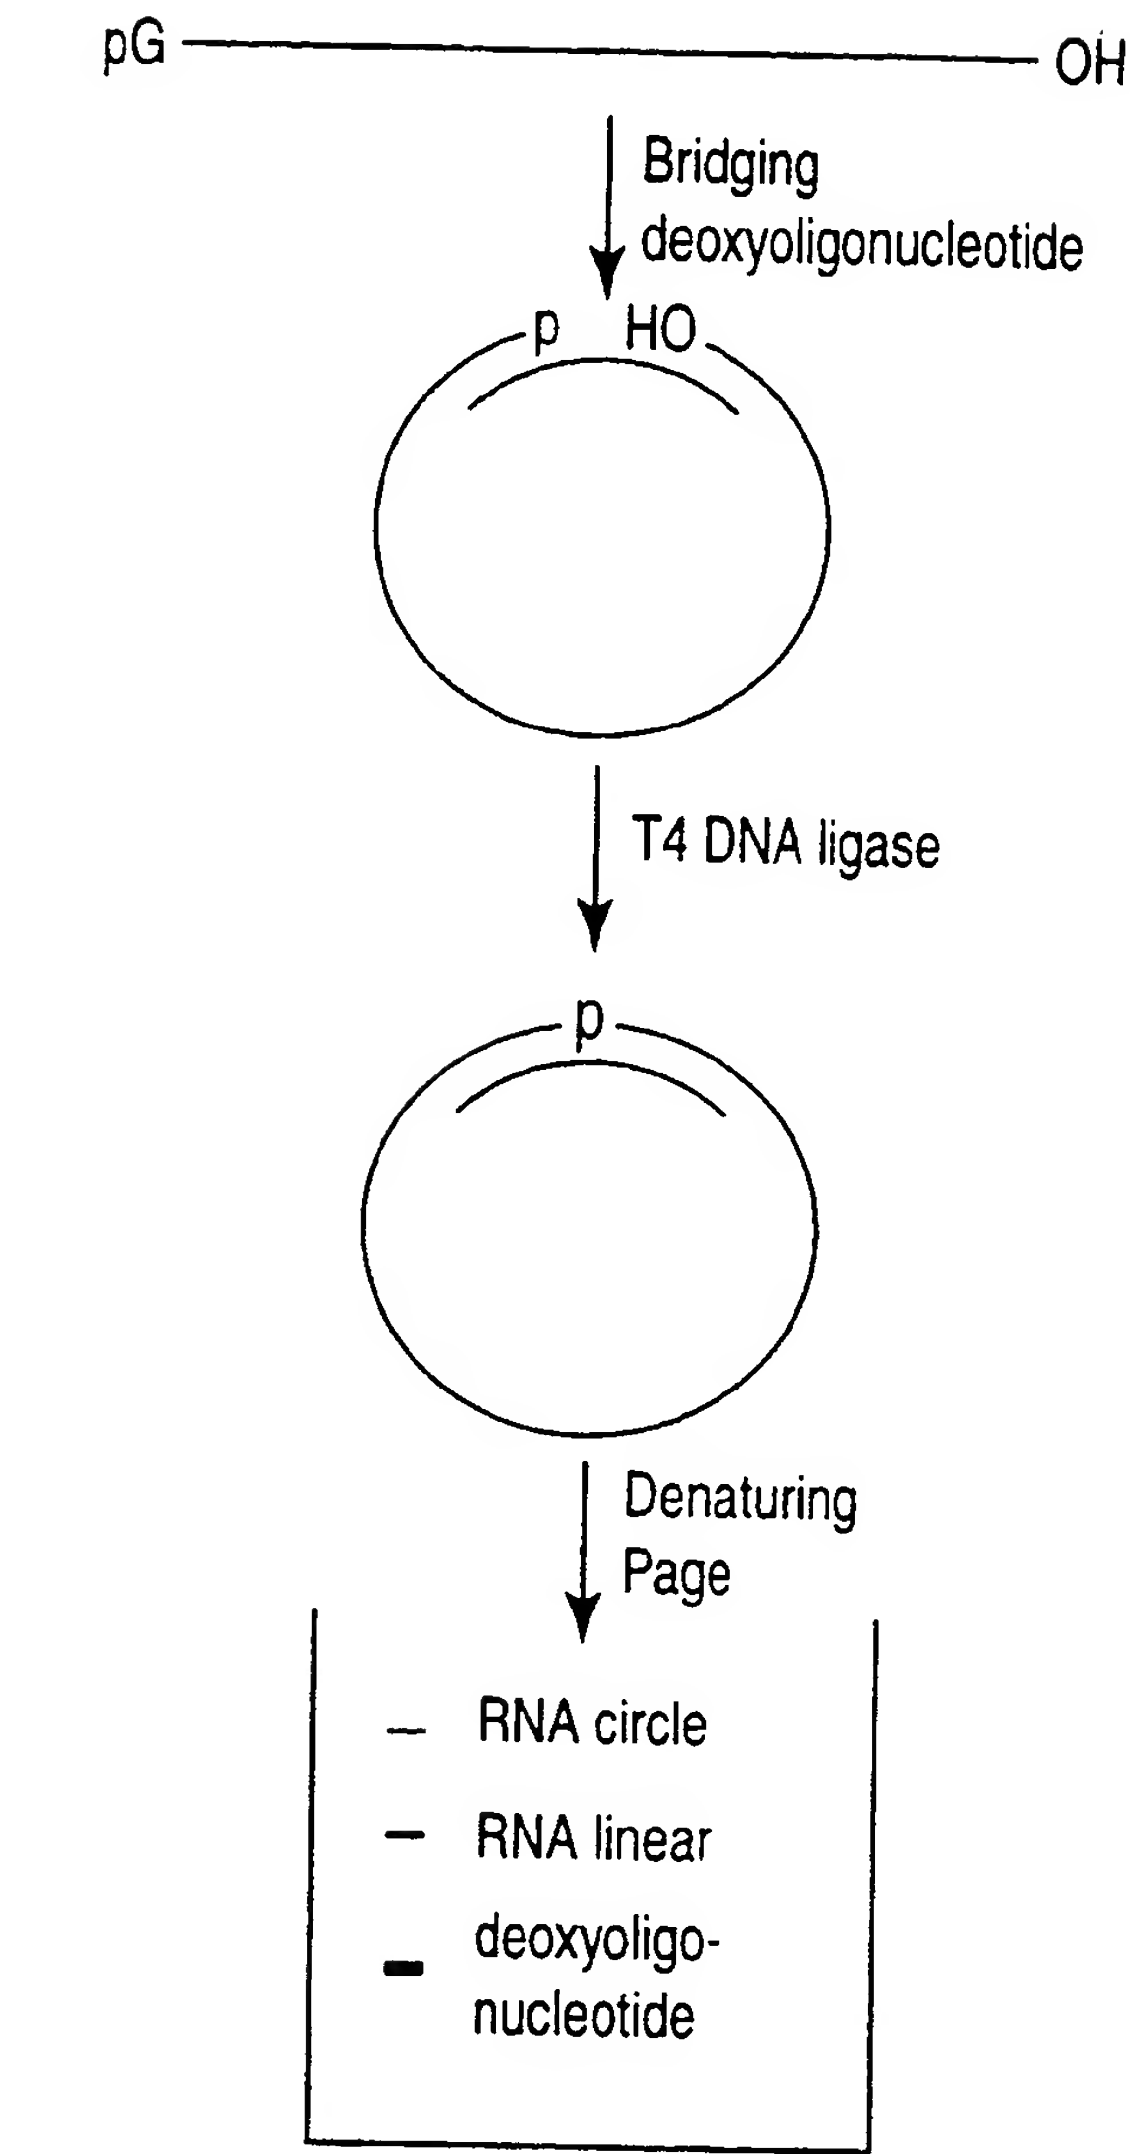 pG OH
Bridging
deoxyoligonucleotide
p HO
T4 DNA ligase
p
Denaturing
Page
RNA circle
RNA linear
deoxyoligo-
nucleotide